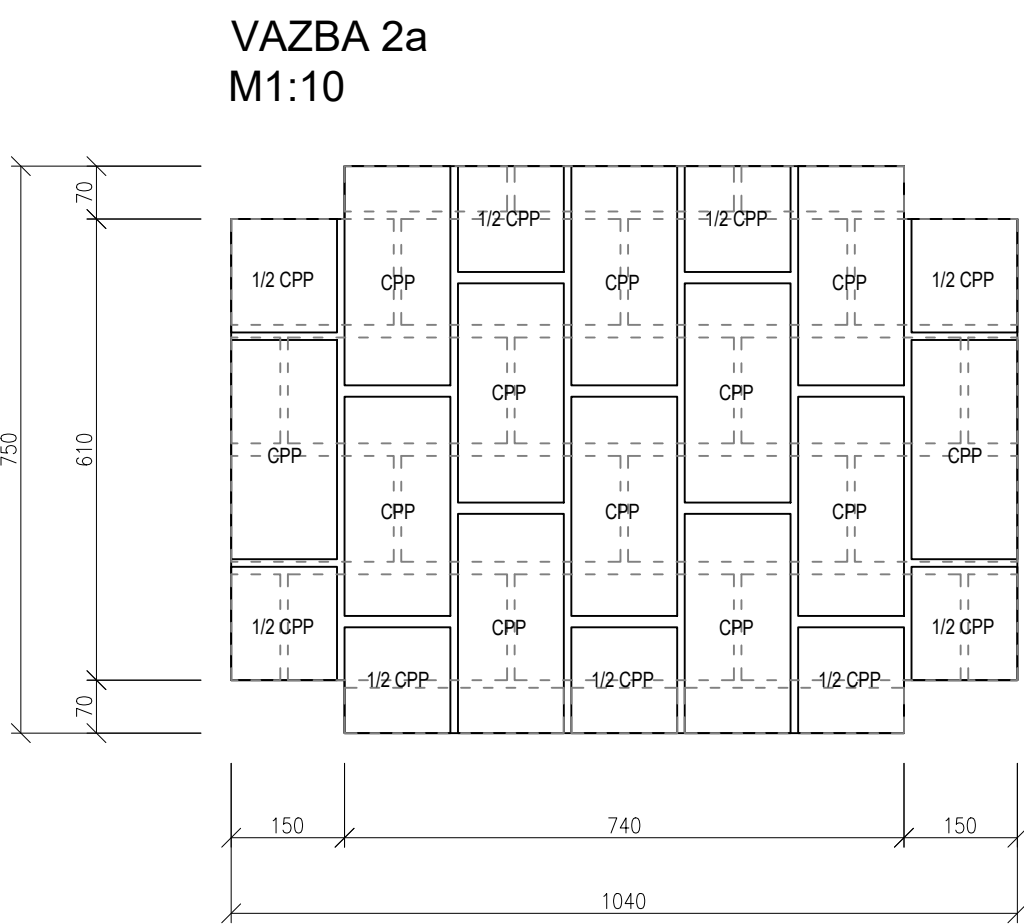 VAZBA 2a
M1:10
70
1/2 CPP 1/2 CPP
1/2 CPP CPP CPP CPP 1/2 CPP
CPP CPP
750 610
CPP CPP
CPP CPP CPP
1/2 CPP CPP CPP 1/2 CPP
1/2 CPP 1/2 CPP 1/2 CPP
70
150 740 150
1040